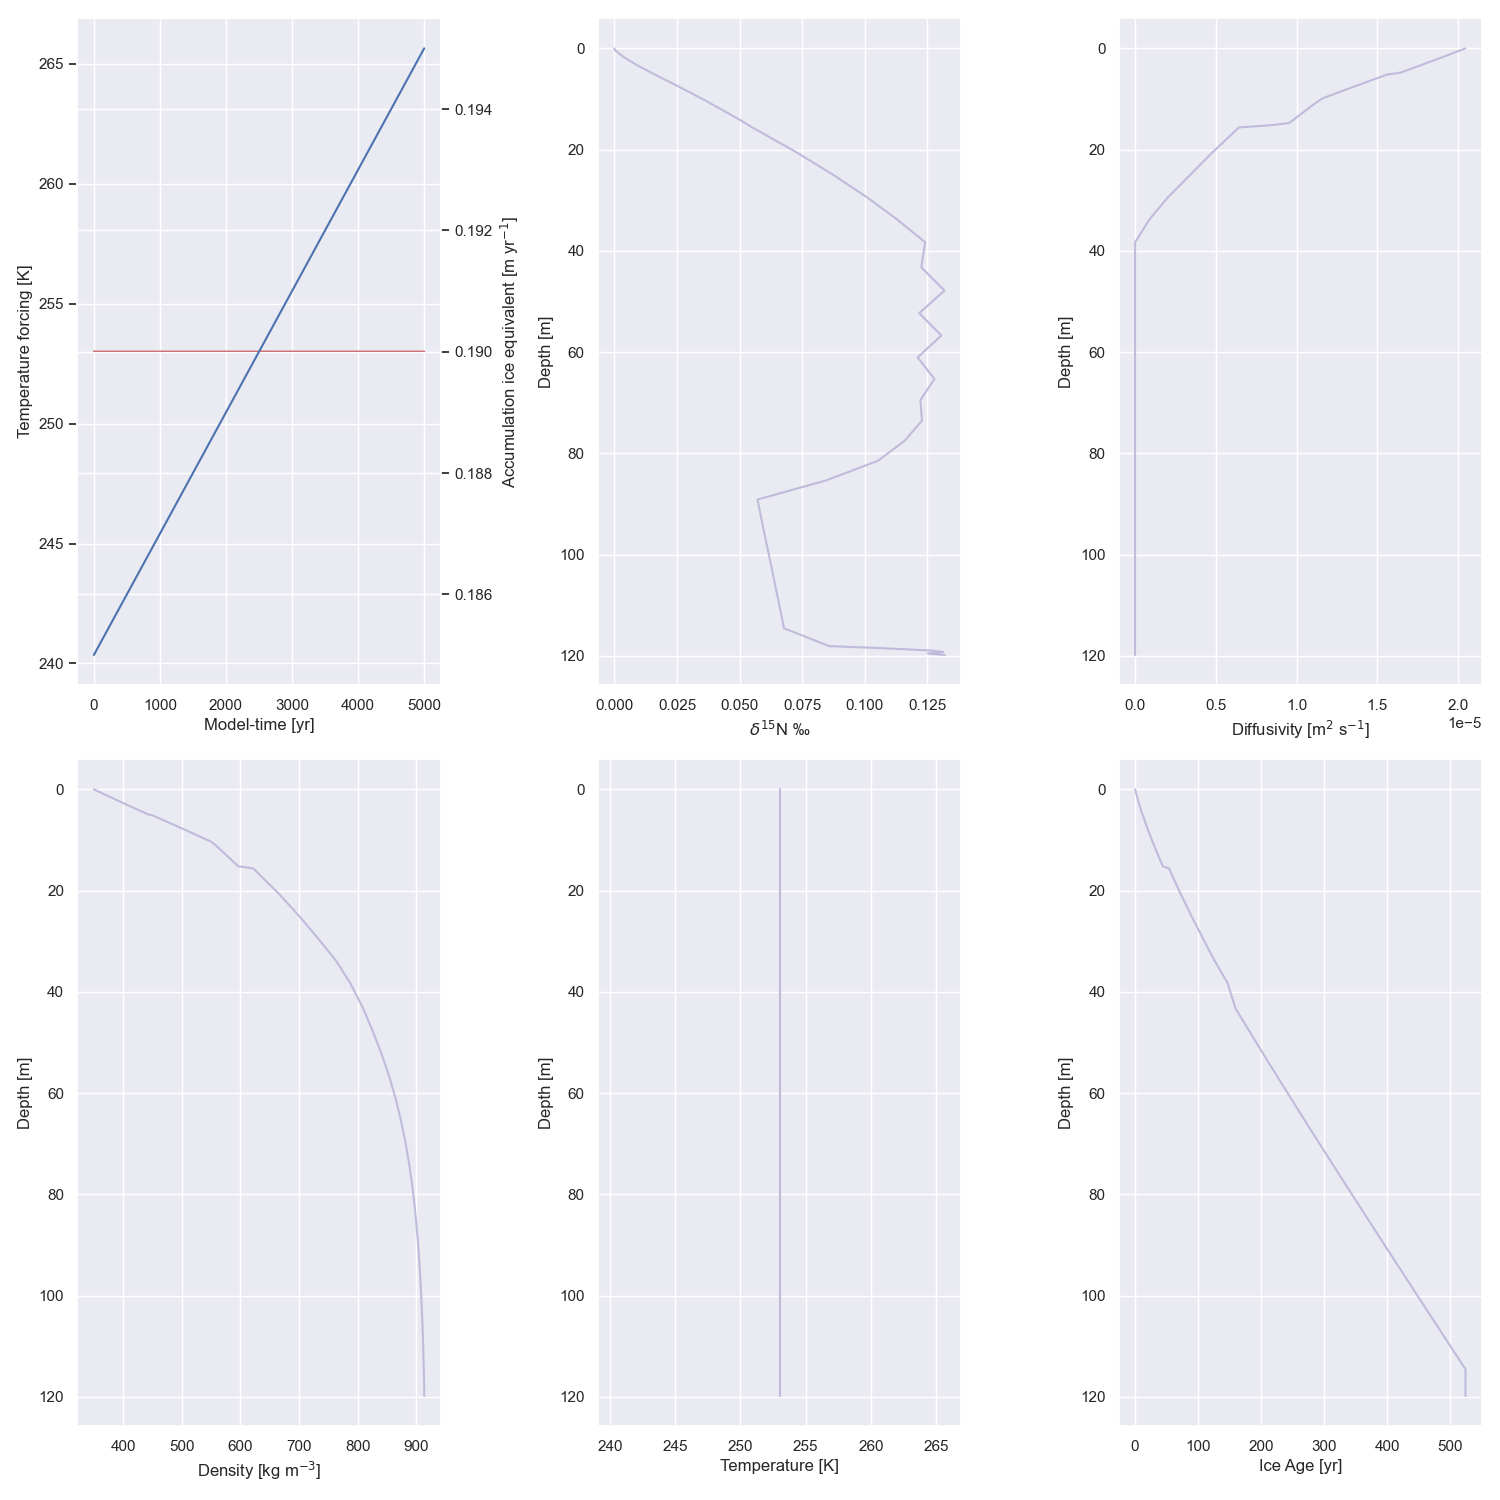 265
260
255
250
245
240
Temperature forcing [K]
0.194
0.192
0.190
0.188
0.186
Accumulation ice equivalent [m yr⁻¹]
0 1000 2000 3000 4000 5000
Model-time [yr]
0
20
40
60
80
100
120
Depth [m]
0.000 0.025 0.050 0.075 0.100 0.125
δ¹⁵N ‰
0
20
40
60
80
100
120
Depth [m]
0.0 0.5 1.0 1.5 2.0
1e−5
Diffusivity [m² s⁻¹]
0
20
40
60
80
100
120
Depth [m]
400 500 600 700 800 900
Density [kg m⁻³]
0
20
40
60
80
100
120
Depth [m]
240 245 250 255 260 265
Temperature [K]
0
20
40
60
80
100
120
Depth [m]
0 100 200 300 400 500
Ice Age [yr]